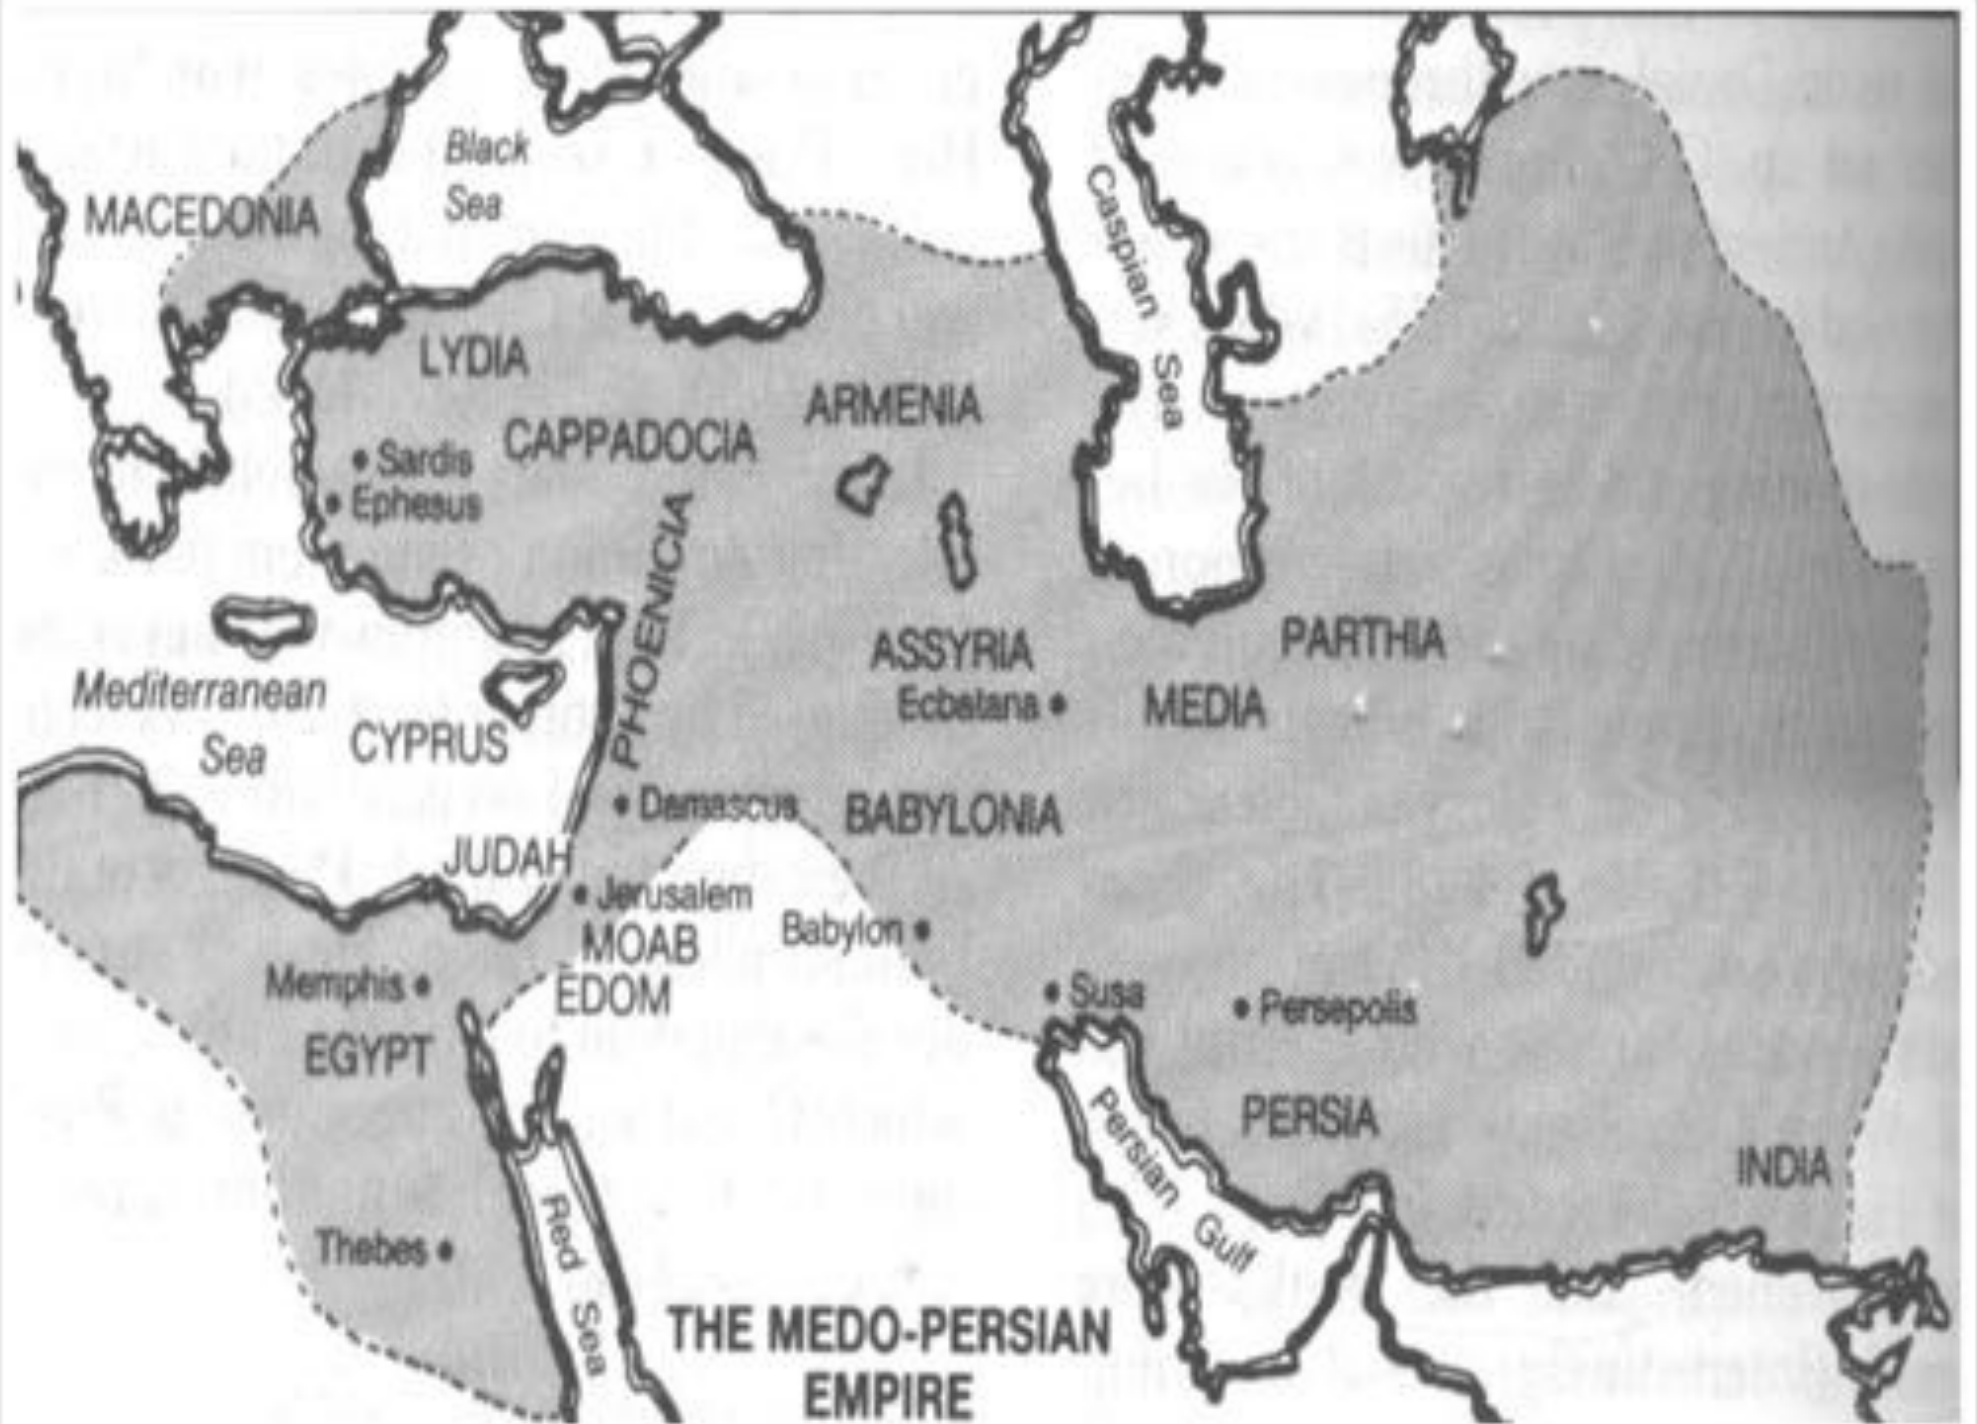 Black
Sea
MACEDONIA
Caspian Sea
LYDIA
ARMENIA
CAPPADOCIA
Sardis
Ephesus
PHOENICIA
ASSYRIA
PARTHIA
Ecbatana
MEDIA
Mediterranean
Sea
CYPRUS
Damascus
BABYLONIA
JUDAH
Jerusalem
Babylon
MOAB
EDOM
Memphis
Susa
Persepolis
EGYPT
PERSIA
Persian Gulf
INDIA
Thebes
Red Sea
THE MEDO-PERSIAN
EMPIRE